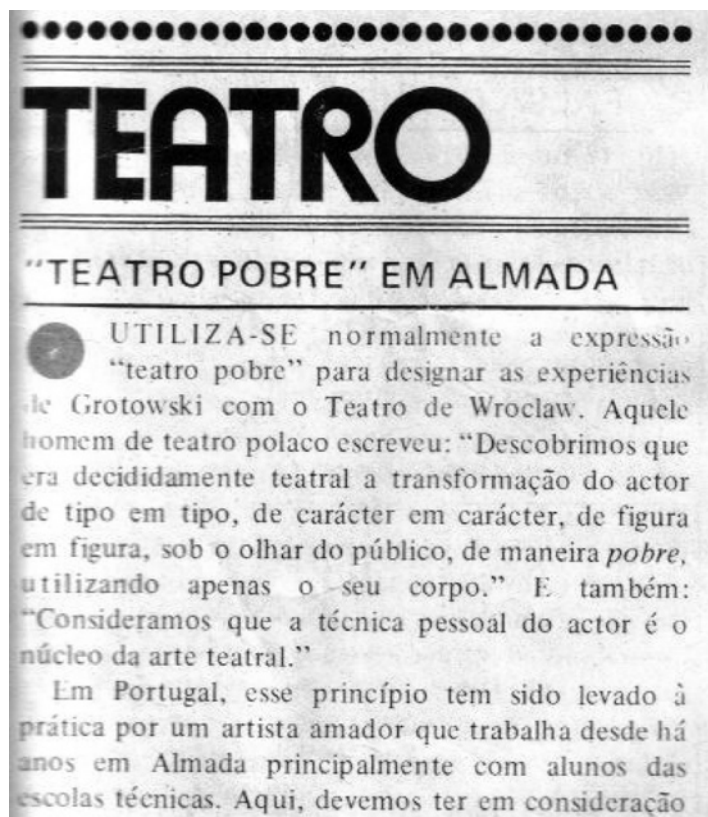 TEATRO
"TEATRO POBRE" EM ALMADA
UTILIZA-SE normalmente a expressão
"teatro pobre" para designar as experiências
de Grotowski com o Teatro de Wroclaw. Aquele
homem de teatro polaco escreveu: "Descobrimos que
era decididamente teatral a transformação do actor
de tipo em tipo, de carácter em carácter, de figura
em figura, sob o olhar do público, de maneira pobre,
utilizando apenas o seu corpo." E também:
"Consideramos que a técnica pessoal do actor é o
núcleo da arte teatral."
Em Portugal, esse princípio tem sido levado à
prática por um artista amador que trabalha desde há
anos em Almada principalmente com alunos das
escolas técnicas. Aqui, devemos ter em consideração